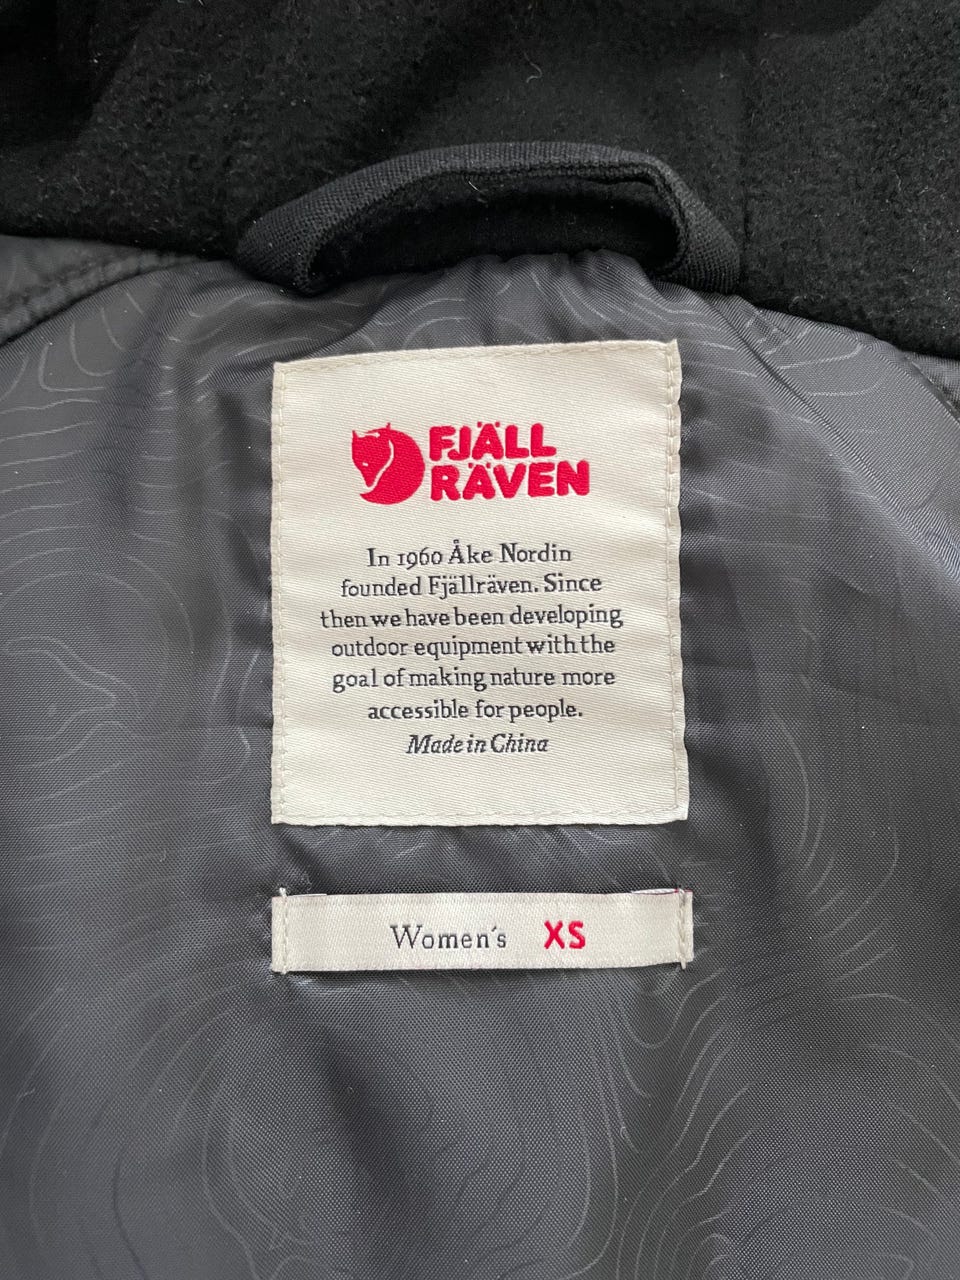 FJÄLL
RÄVEN
In 1960 Åke Nordin
founded Fjällräven. Since
then we have been developing
outdoor equipment with the
goal of making nature more
accessible for people.
Made in China
Women's XS